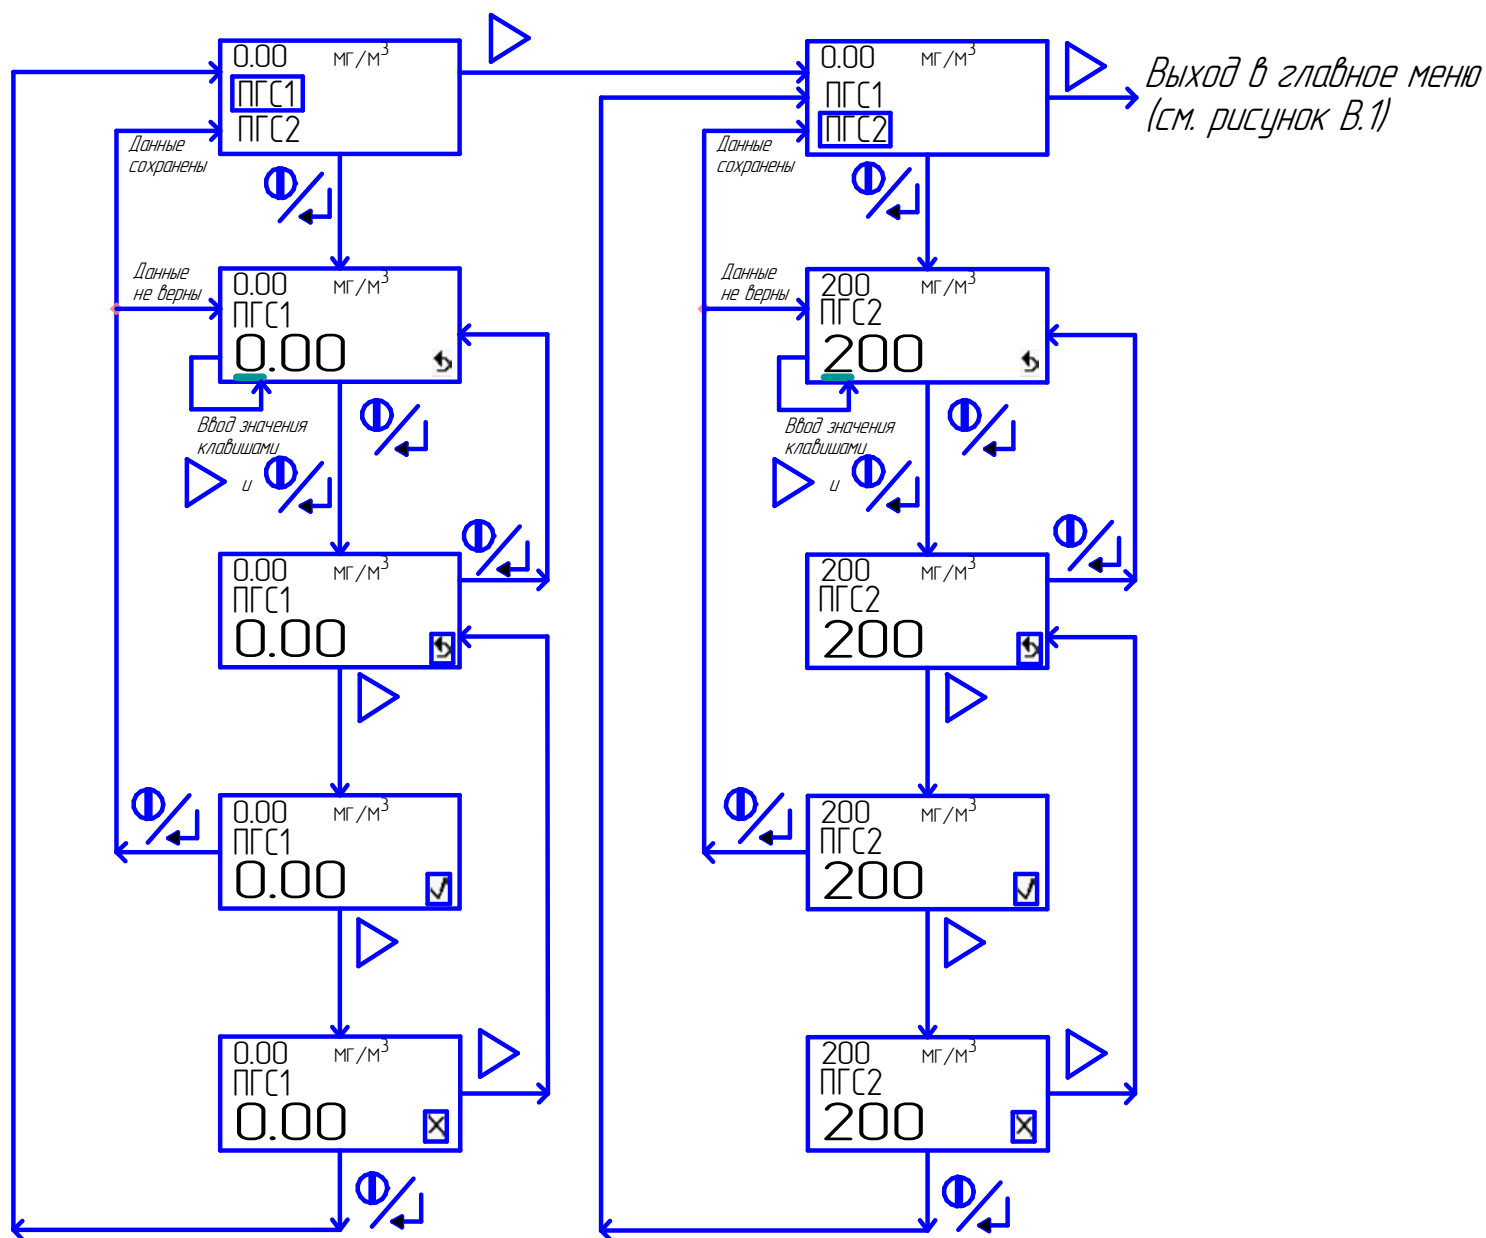 0.00 мг/м³
ПГС1
ПГС2
Данные
сохранены
0.00 мг/м³
ПГС1
ПГС2
Данные
сохранены
Выход в главное меню
(см. рисунок В.1)
Данные
не верны
0.00 мг/м³
ПГС1
0.00
Ввод значения
клавишами
и
Данные
не верны
200 мг/м³
ПГС2
200
Ввод значения
клавишами
и
0.00 мг/м³
ПГС1
0.00
200 мг/м³
ПГС2
200
0.00 мг/м³
ПГС1
0.00
200 мг/м³
ПГС2
200
0.00 мг/м³
ПГС1
0.00
200 мг/м³
ПГС2
200